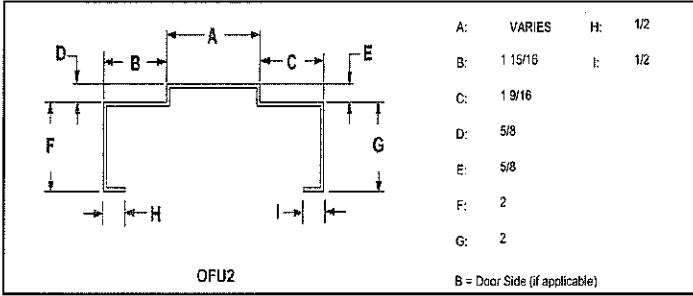 A
B
C
D
E
F
G
H
I
OFU2
A: VARIES H: 1/2
B: 1 15/16 I: 1/2
C: 1 9/16
D: 5/8
E: 5/8
F: 2
G: 2
B = Door Side (if applicable)